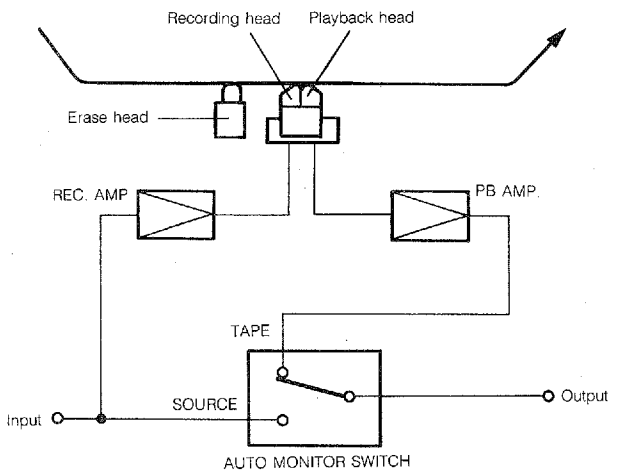 Recording head
Playback head
Erase head
REC. AMP
PB AMP.
TAPE
SOURCE
Input
Output
AUTO MONITOR SWITCH